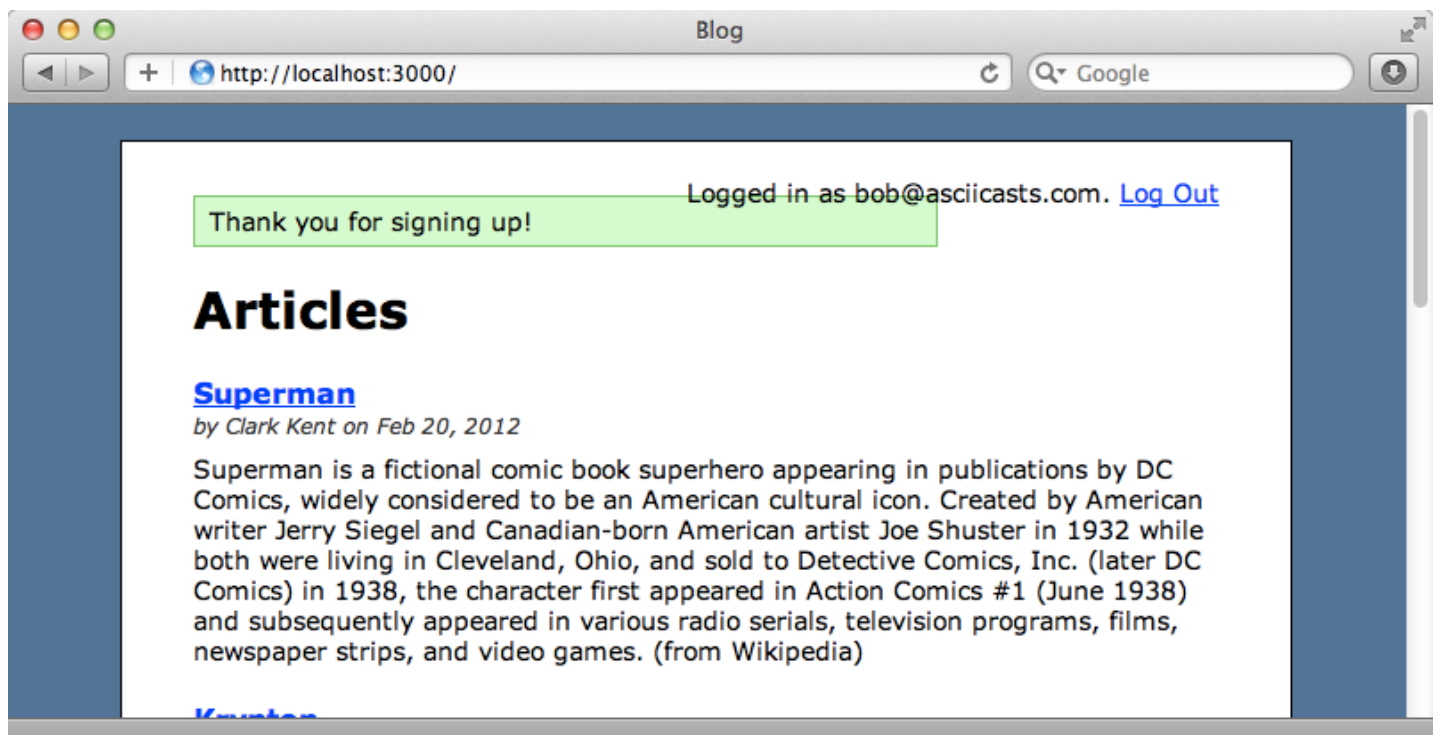 Blog
http://localhost:3000/
Google
Logged in as bob@asciicasts.com. Log Out
Thank you for signing up!
Articles
Superman
by Clark Kent on Feb 20, 2012
Superman is a fictional comic book superhero appearing in publications by DC
Comics, widely considered to be an American cultural icon. Created by American
writer Jerry Siegel and Canadian-born American artist Joe Shuster in 1932 while
both were living in Cleveland, Ohio, and sold to Detective Comics, Inc. (later DC
Comics) in 1938, the character first appeared in Action Comics #1 (June 1938)
and subsequently appeared in various radio serials, television programs, films,
newspaper strips, and video games. (from Wikipedia)
Krypton